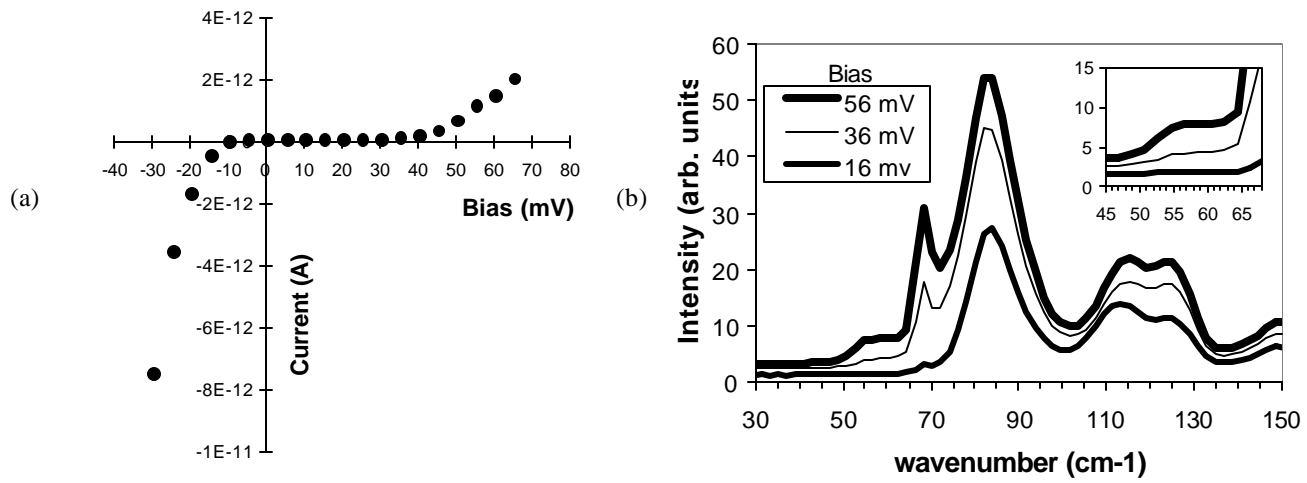 (a)
4E-12
2E-12
-40 -30 -20 -10 0 10 20 30 40 50 60 70 80
-2E-12
-4E-12
-6E-12
-8E-12
-1E-11
Bias (mV)
Current (A)
(b)
60
50
40
30
20
10
0
30 50 70 90 110 130 150
Intensity (arb. units
wavenumber (cm-1)
Bias
56 mV
36 mV
16 mv
15
10
5
0
45 50 55 60 65